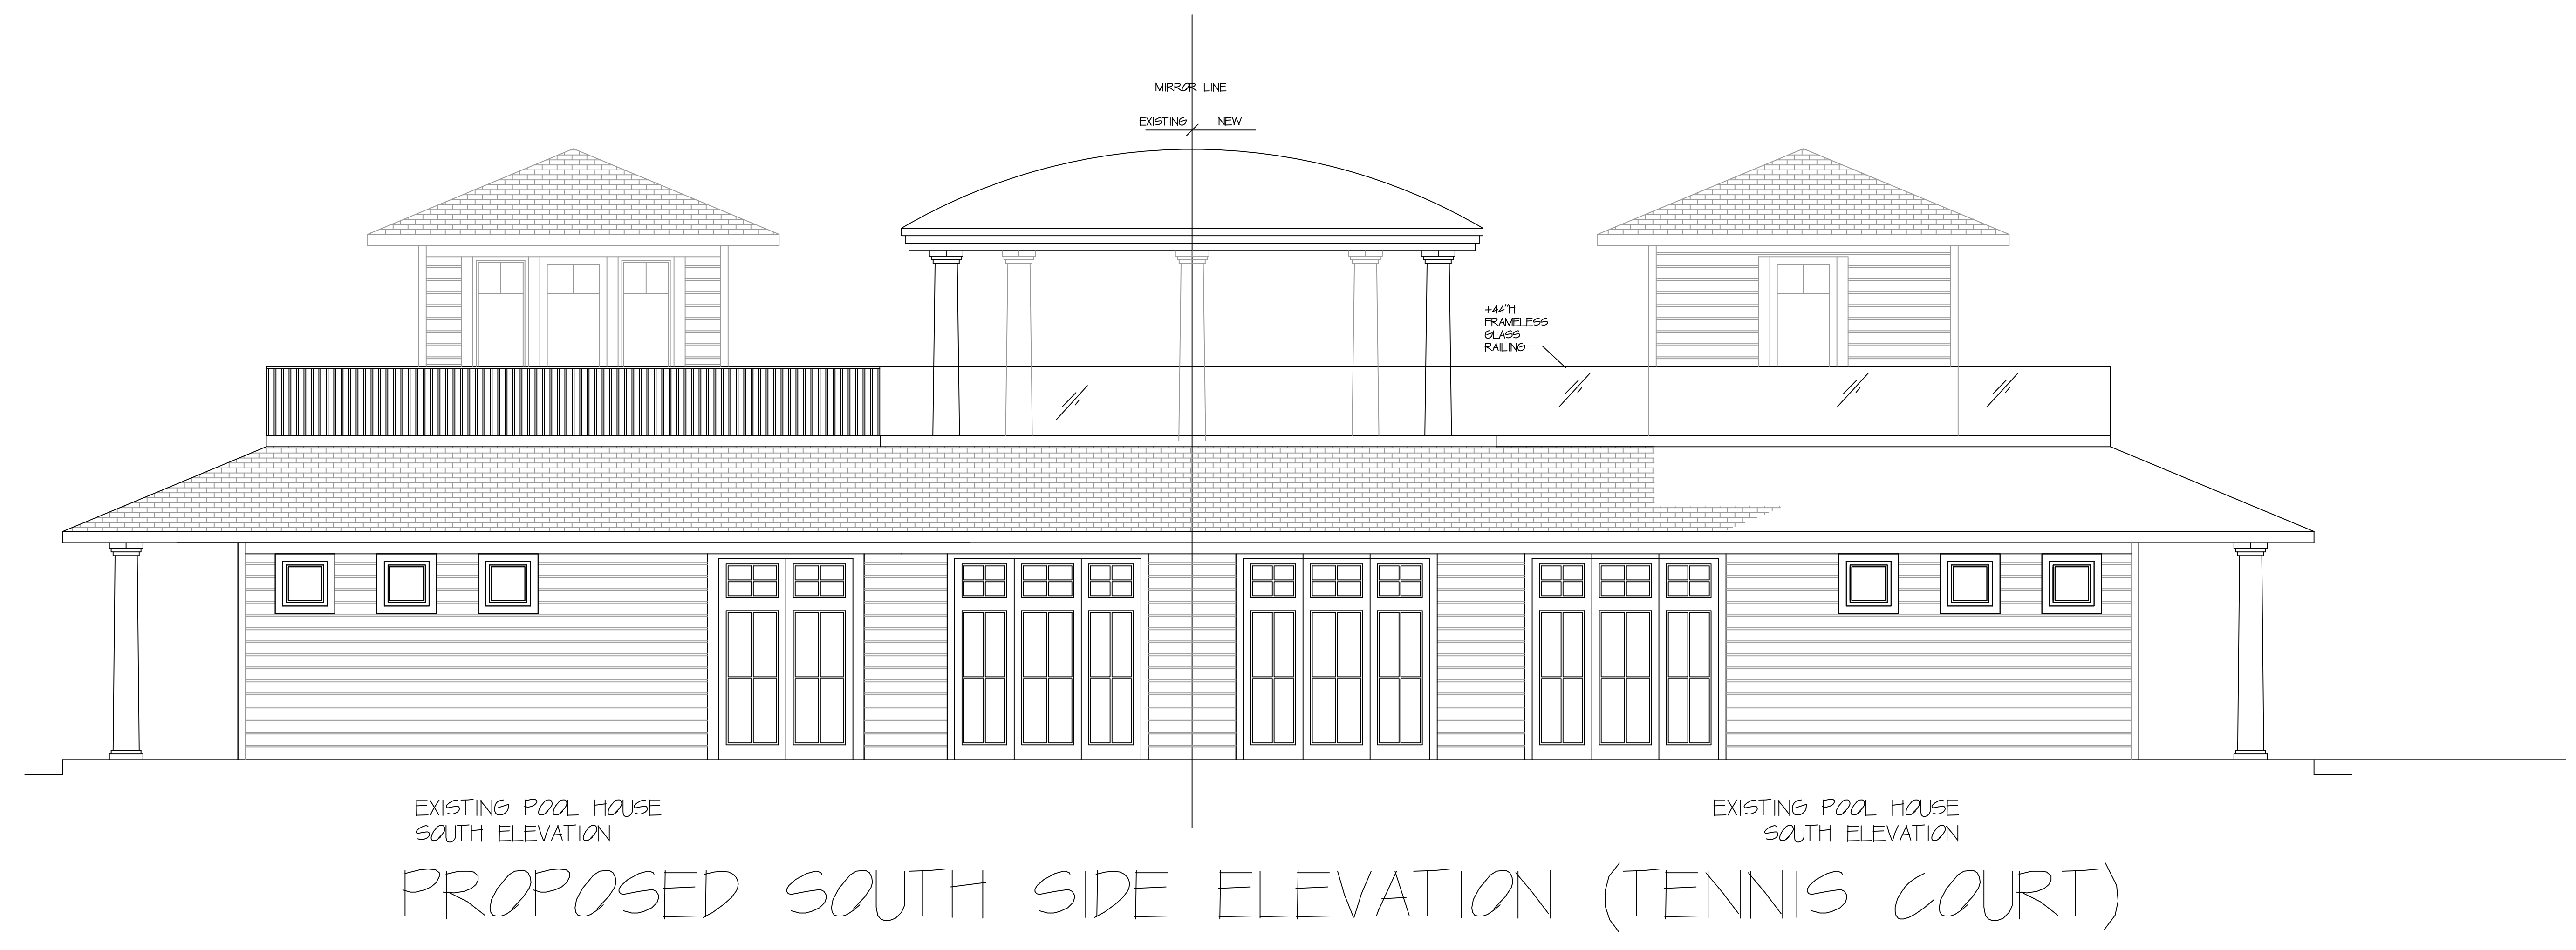 MIRROR LINE
EXISTING NEW
+44"H
FRAMELESS
GLASS
RAILING
EXISTING POOL HOUSE
SOUTH ELEVATION
EXISTING POOL HOUSE
SOUTH ELEVATION
PROPOSED SOUTH SIDE ELEVATION (TENNIS COURT)